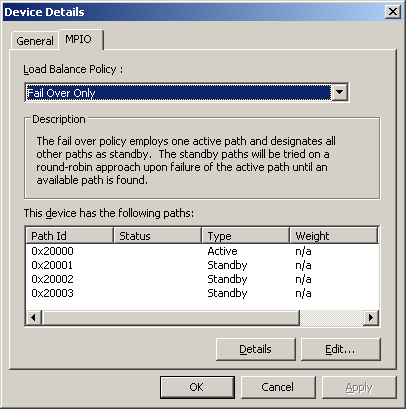 Device Details
General MPIO
Load Balance Policy :
Fail Over Only
Description
The fail over policy employs one active path and designates all
other paths as standby. The standby paths will be tried on a
round-robin approach upon failure of the active path until an
available path is found.
This device has the following paths:
Path Id Status Type Weight
0x20000 Active n/a
0x20001 Standby n/a
0x20002 Standby n/a
0x20003 Standby n/a
Details Edit...
OK Cancel Apply